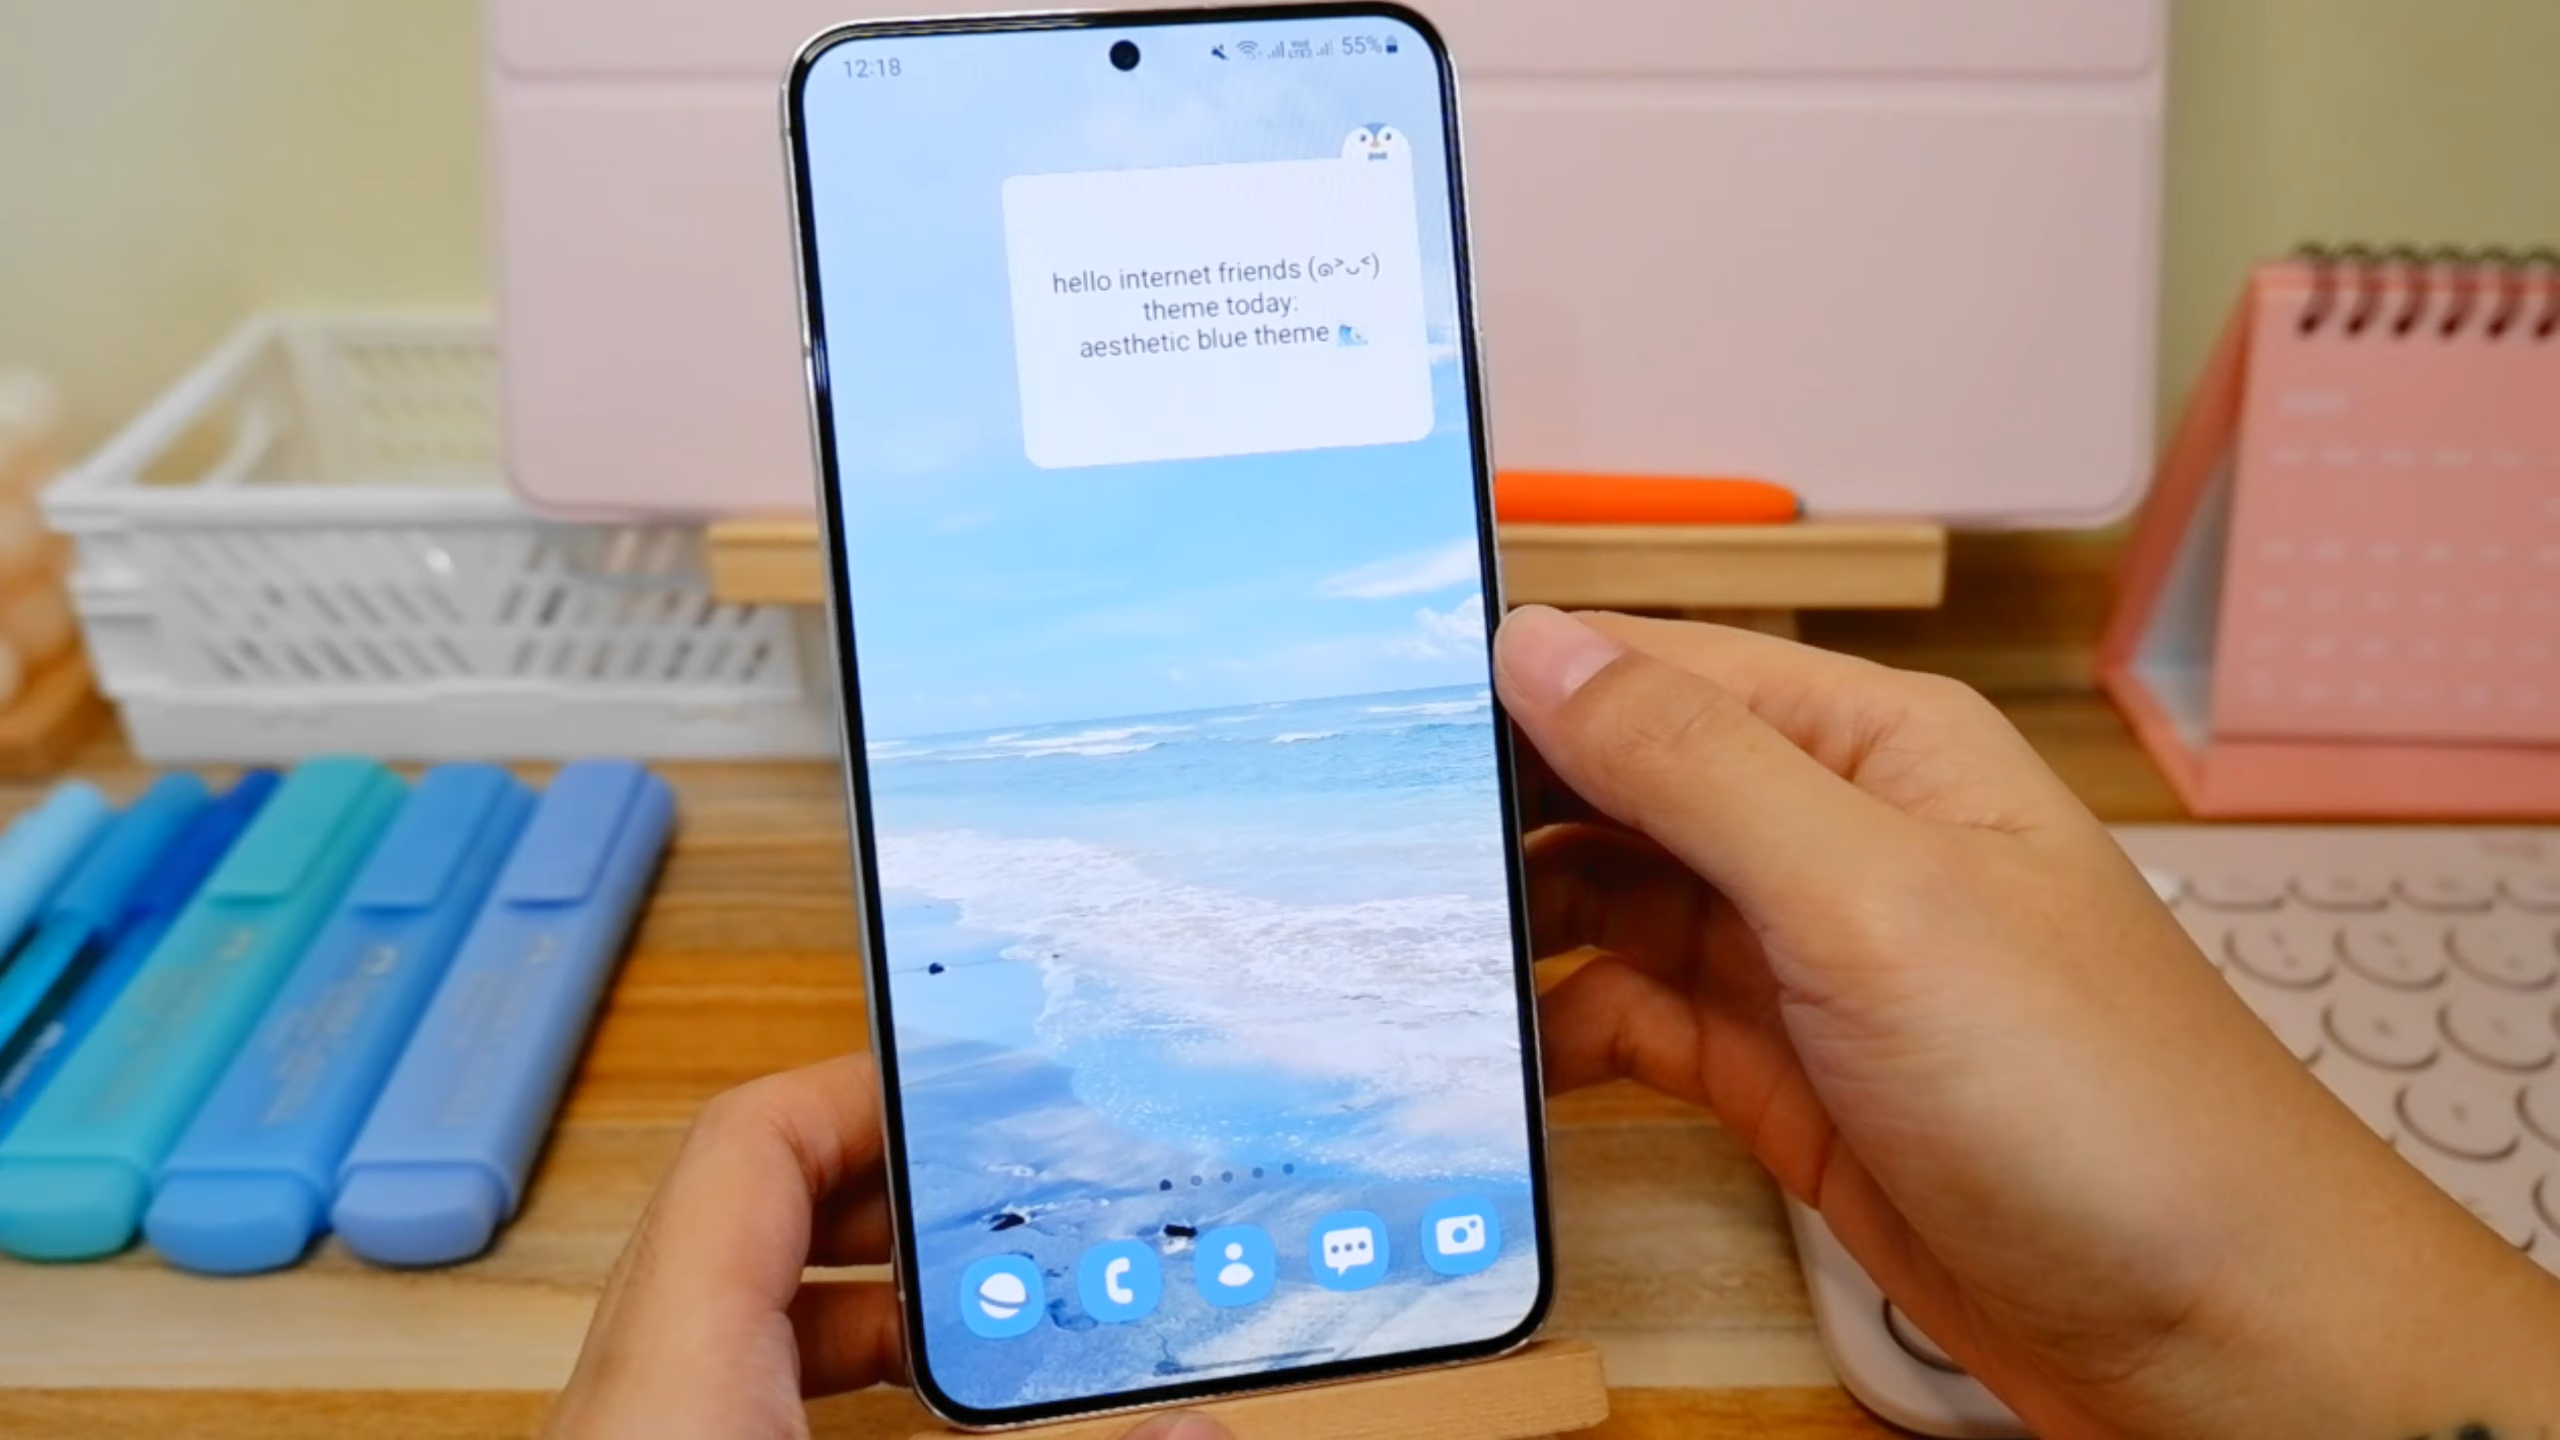 12:18
55%
hello internet friends (๑˃ᴗ˂)
theme today:
aesthetic blue theme 🌊